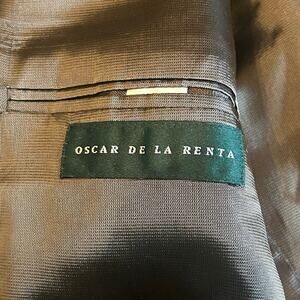 OSCAR DE LA RENTA